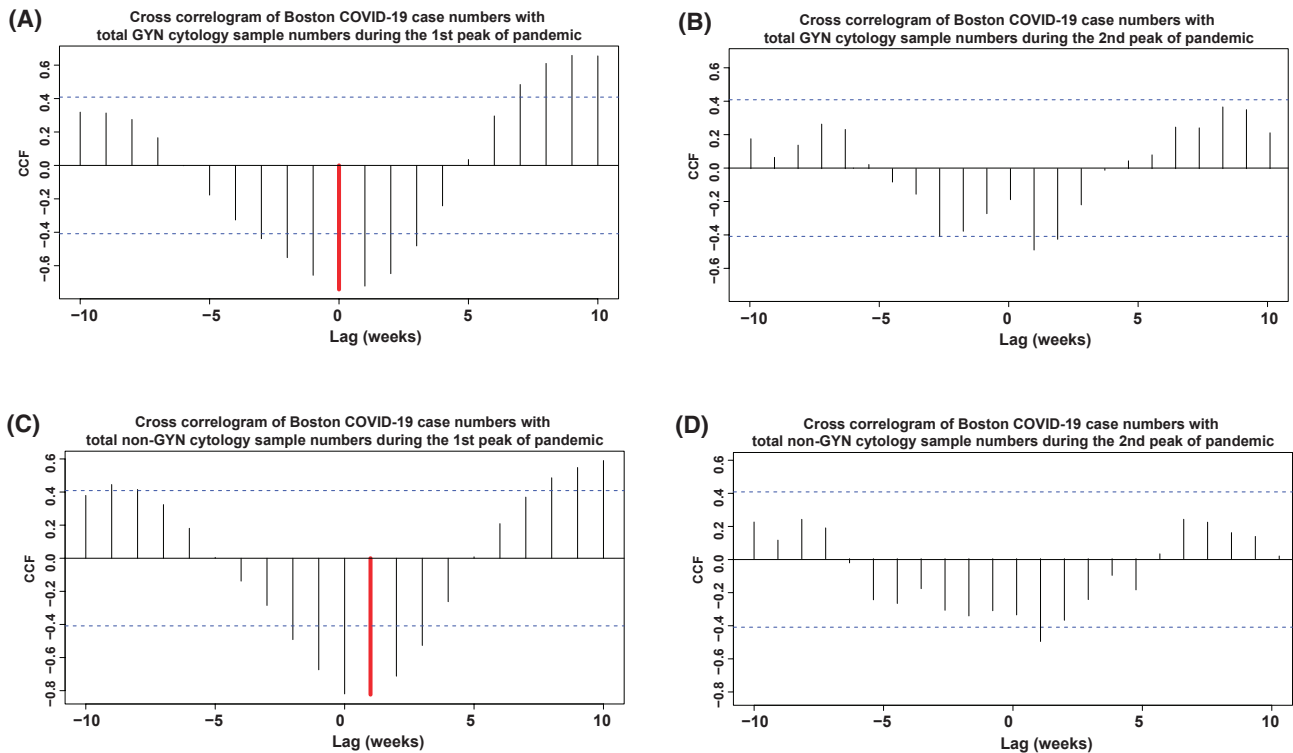 (A)
Cross correlogram of Boston COVID-19 case numbers with
total GYN cytology sample numbers during the 1st peak of pandemic
0.6
0.4
0.2
0.0
−0.2
−0.4
−0.6
CCF
−10 −5 0 5 10
Lag (weeks)
(B)
Cross correlogram of Boston COVID-19 case numbers with
total GYN cytology sample numbers during the 2nd peak of pandemic
0.6
0.4
0.2
0.0
−0.2
−0.4
−0.6
CCF
−10 −5 0 5 10
Lag (weeks)
(C)
Cross correlogram of Boston COVID-19 case numbers with
total non-GYN cytology sample numbers during the 1st peak of pandemic
0.6
0.4
0.2
0.0
−0.2
−0.4
−0.6
−0.8
CCF
−10 −5 0 5 10
Lag (weeks)
(D)
Cross correlogram of Boston COVID-19 case numbers with
total non-GYN cytology sample numbers during the 2nd peak of pandemic
0.6
0.4
0.2
0.0
−0.2
−0.4
−0.6
−0.8
CCF
−10 −5 0 5 10
Lag (weeks)